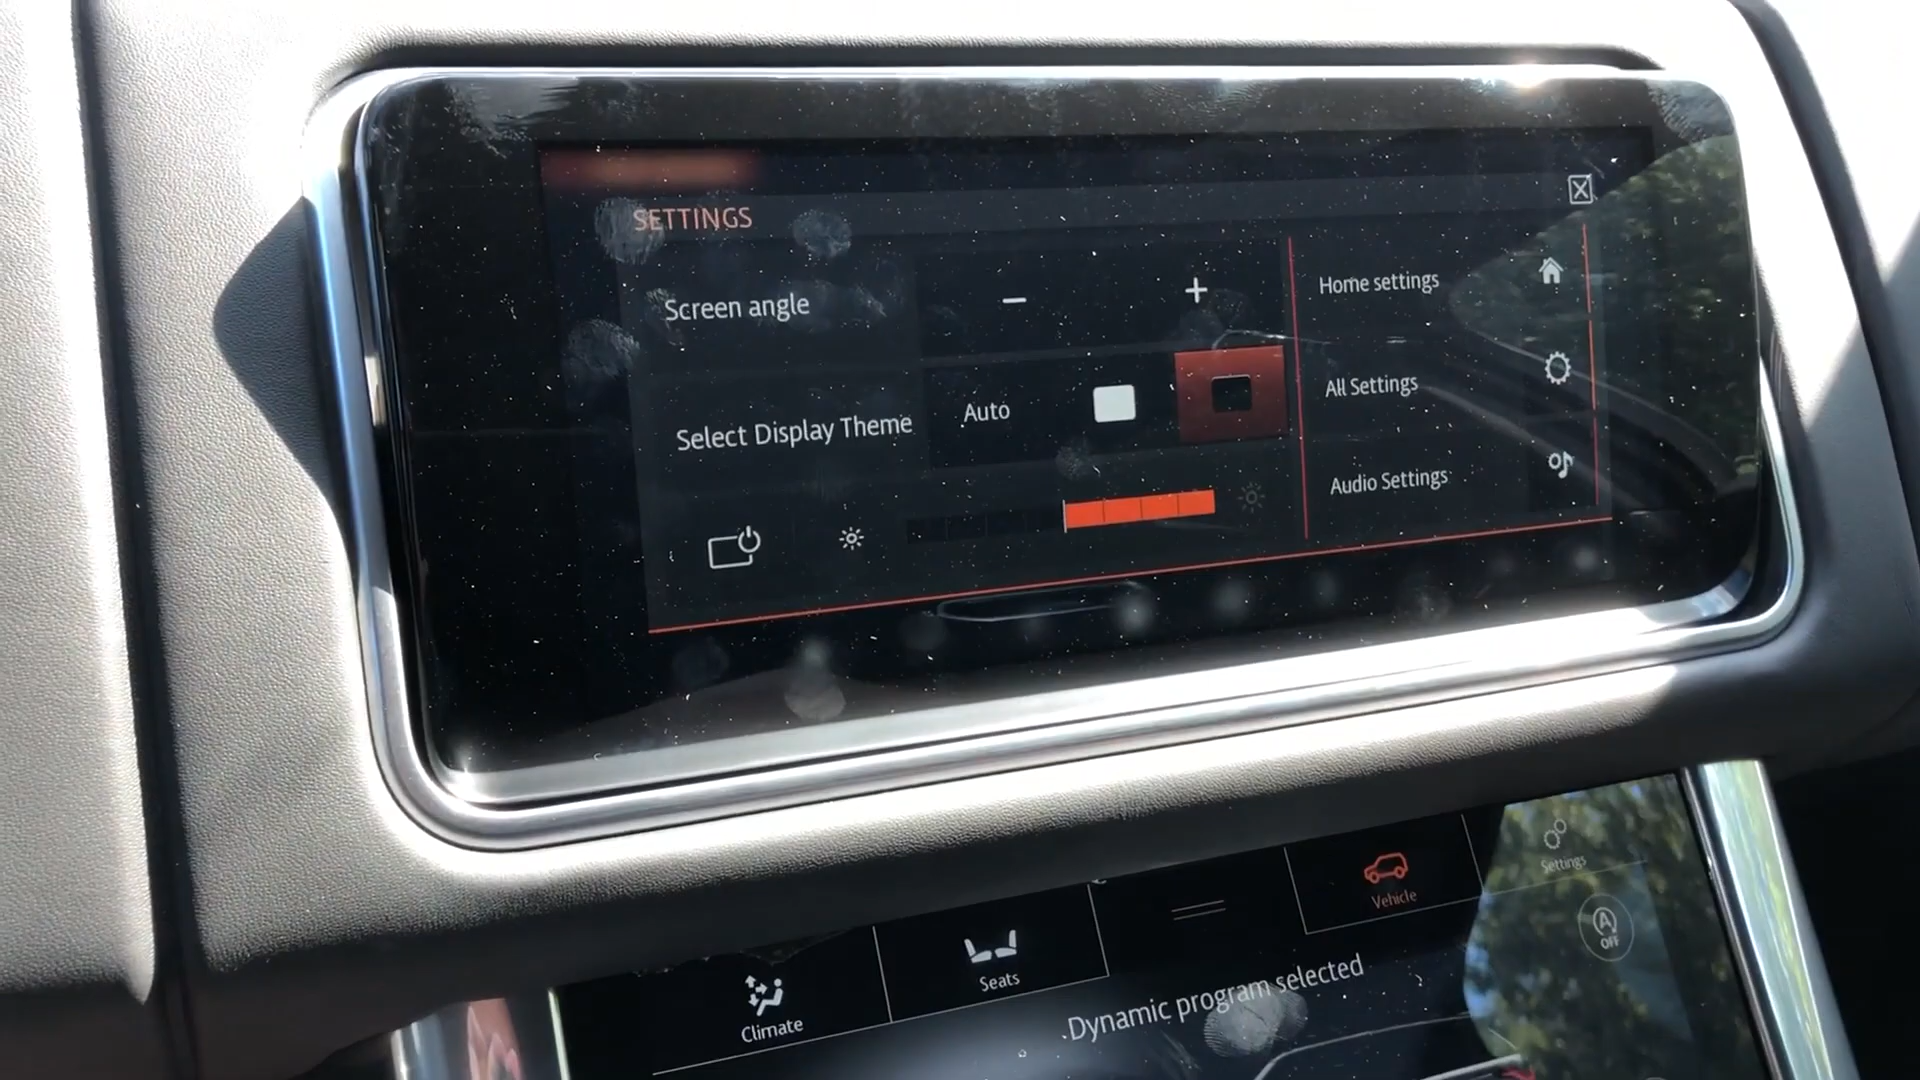 SETTINGS
Screen angle
− +
Home settings
Select Display Theme
Auto
All Settings
Audio Settings
Climate
Seats
Vehicle
Settings
A
OFF
Dynamic program selected